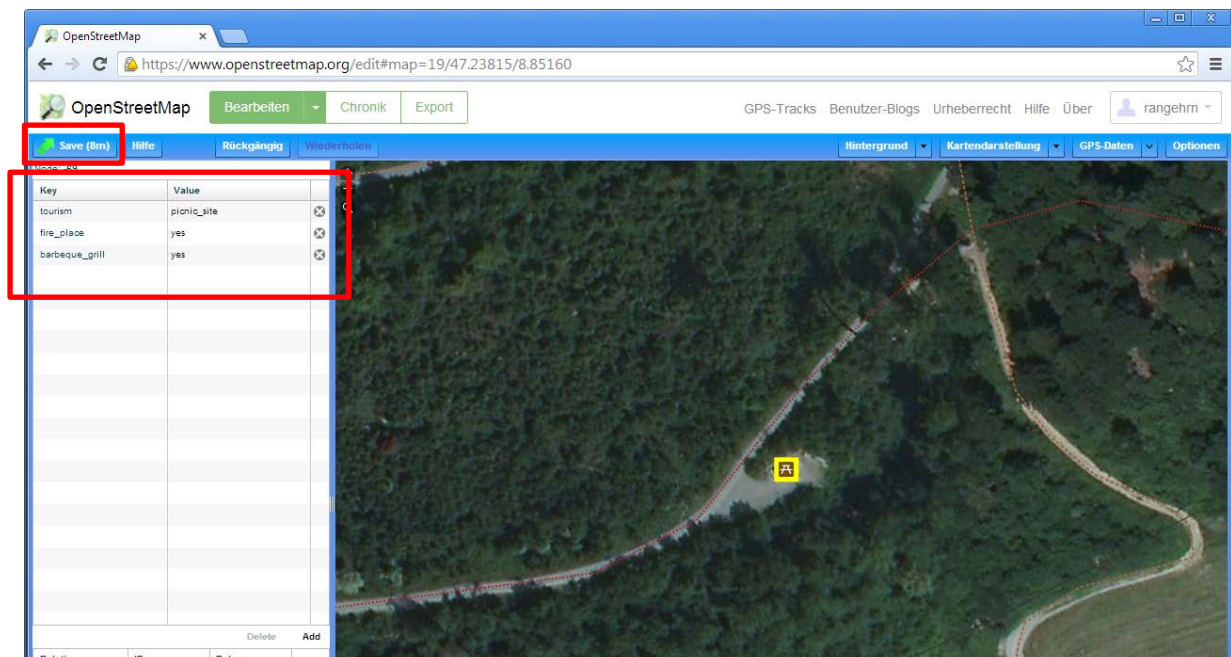 OpenStreetMap
https://www.openstreetmap.org/edit#map=19/47.23815/8.85160
OpenStreetMap Bearbeiten Chronik Export GPS-Tracks Benutzer-Blogs Urheberrecht Hilfe Über rangehrn
Save (8m) Hilfe Rückgängig Wiederholen Hintergrund Kartendarstellung GPS-Daten Optionen
Key Value
tourism picnic_site
fire_place yes
barbeque_grill yes
Delete Add